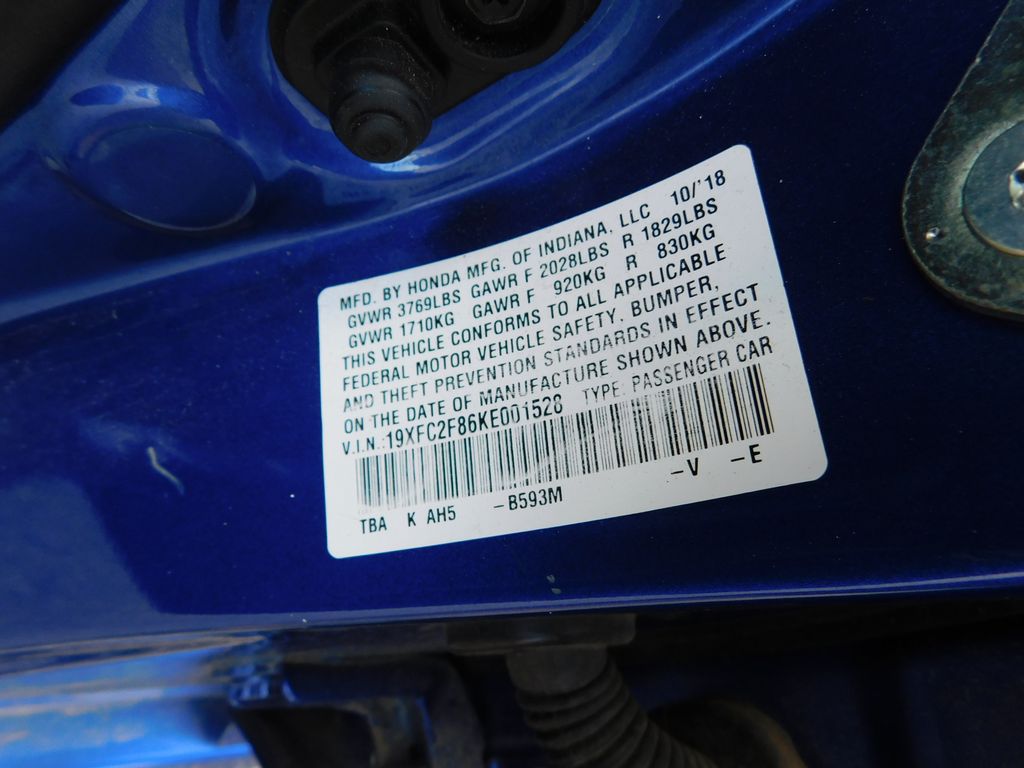 MFD. BY HONDA MFG. OF INDIANA, LLC 10/'18
GVWR 3769LBS GAWR F 2028LBS R 1829LBS
GVWR 1710KG GAWR F 920KG R 830KG
THIS VEHICLE CONFORMS TO ALL APPLICABLE
FEDERAL MOTOR VEHICLE SAFETY, BUMPER,
AND THEFT PREVENTION STANDARDS IN EFFECT
ON THE DATE OF MANUFACTURE SHOWN ABOVE.
V.I.N.:19XFC2F86KE001528 TYPE: PASSENGER CAR
TBA K AH5 -B593M -V -E